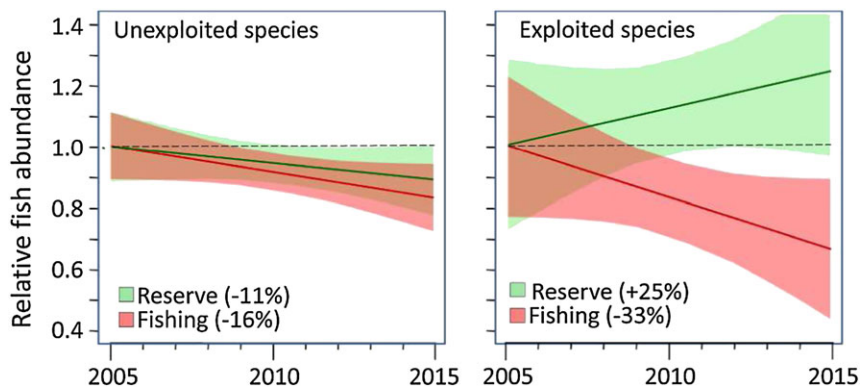 Relative fish abundance
1.4
1.2
1.0
0.8
0.6
0.4
Unexploited species
Reserve (-11%)
Fishing (-16%)
2005
2010
2015
Exploited species
Reserve (+25%)
Fishing (-33%)
2005
2010
2015